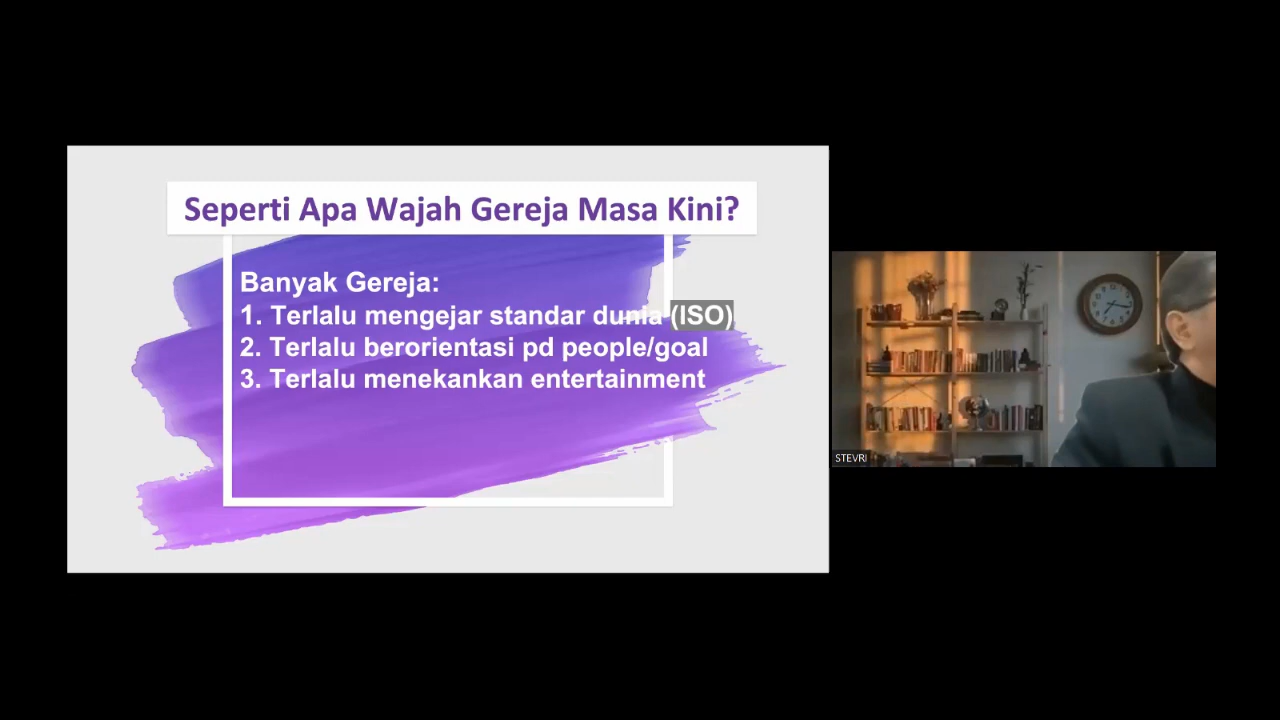 Seperti Apa Wajah Gereja Masa Kini?
Banyak Gereja:
1. Terlalu mengejar standar dunia (ISO)
2. Terlalu berorientasi pd people/goal
3. Terlalu menekankan entertainment
STEVRI